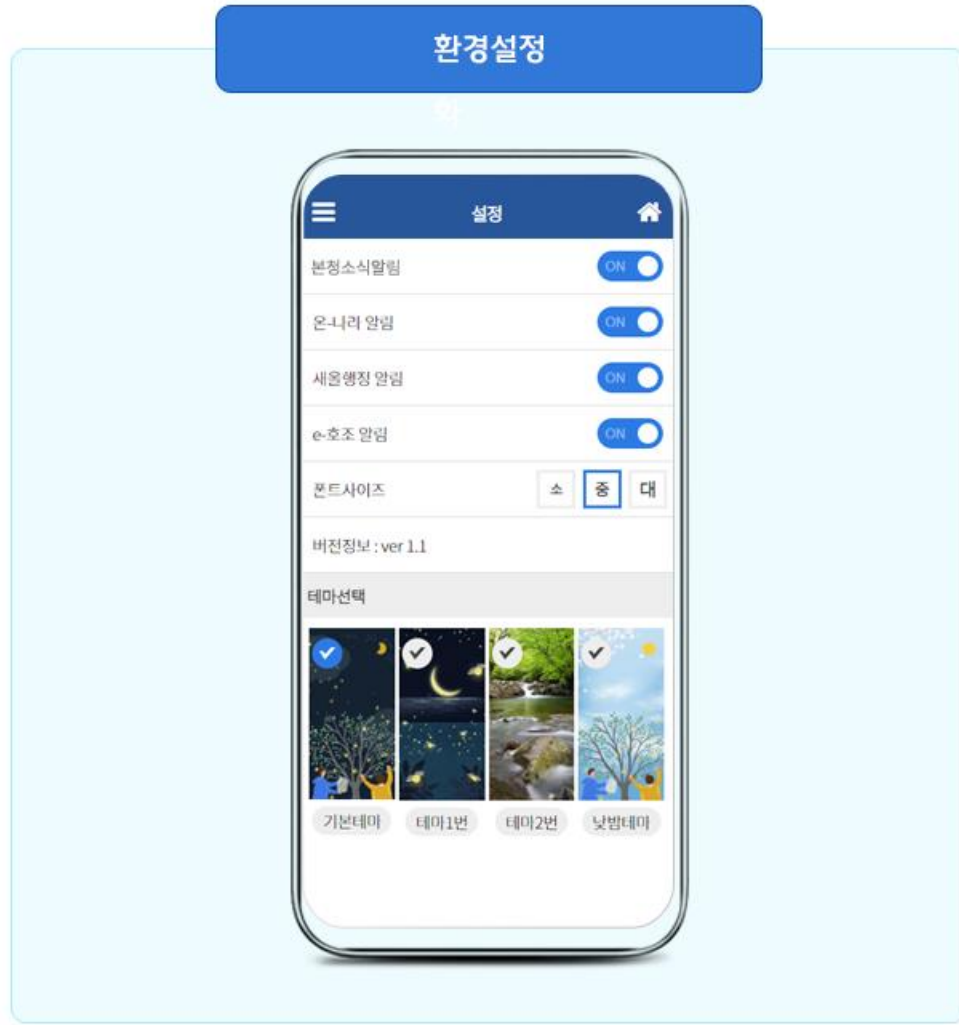 환경설정
설정
본청소식알림
ON
온-나라 알림
ON
새올행정 알림
ON
e-호조 알림
ON
폰트사이즈 소 중 대
버전정보 : ver 1.1
테마선택
기본테마 테마1번 테마2번 낮밤테마